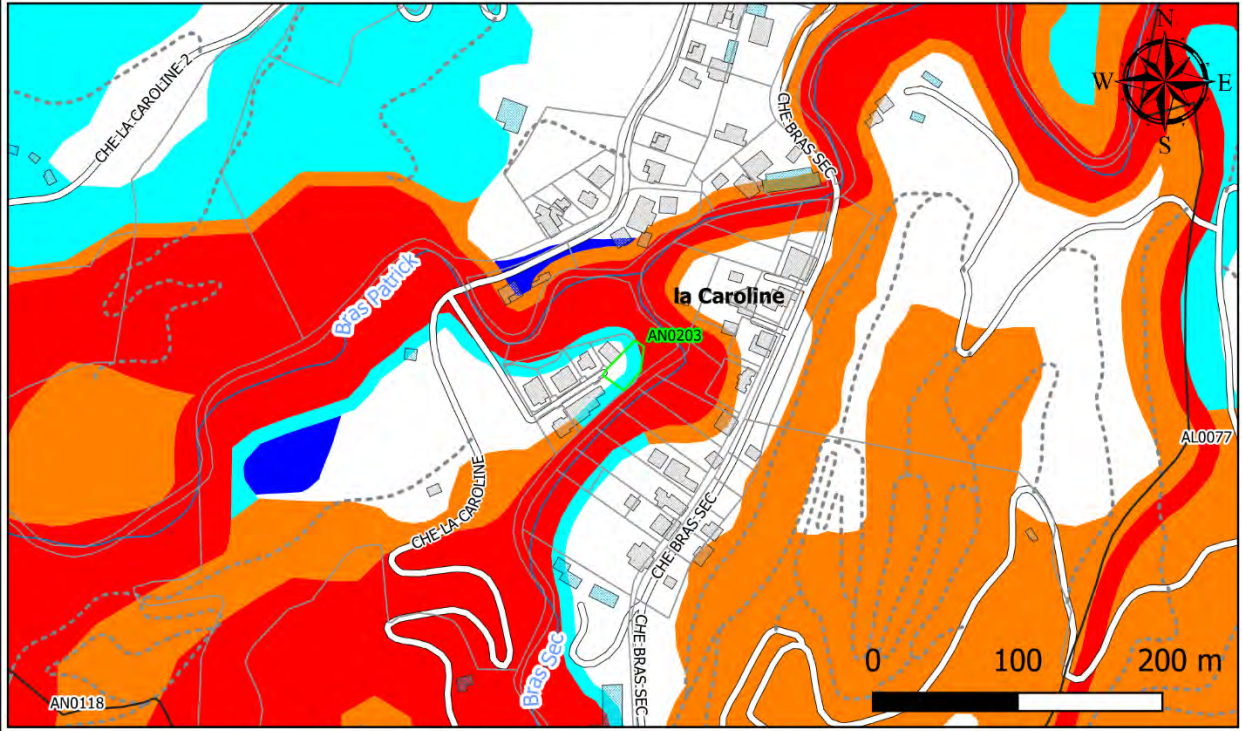 N
W E
S
CHE·LA·CAROLINE·2
CHE·BRAS·SEC
Bras Patrick
la Caroline
AN0203
AL0077
CHE·LA·CAROLINE
CHE·BRAS·SEC
CHE·BRAS·SEC
Bras Sec
AN0118
0 100 200 m